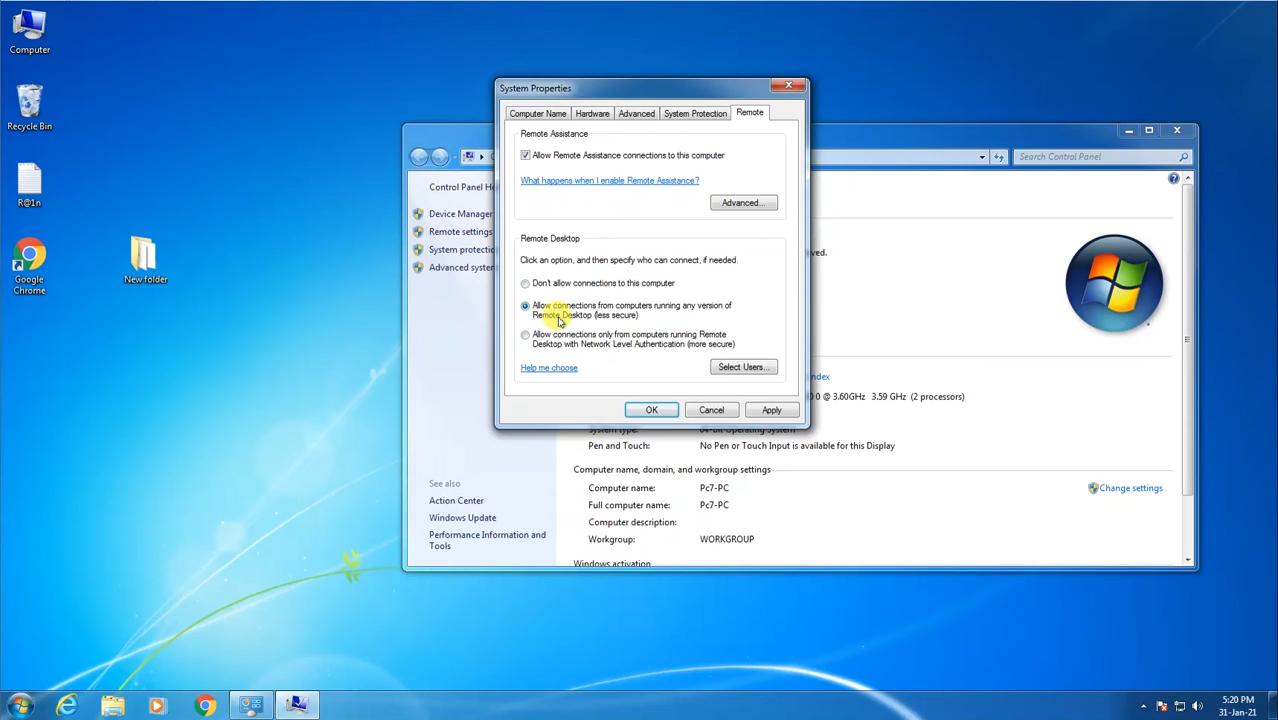 Computer
Recycle Bin
R@1n
Google
Chrome
New folder
System Properties
Computer Name
Hardware
Advanced
System Protection
Remote
Remote Assistance
Allow Remote Assistance connections to this computer
What happens when I enable Remote Assistance?
Advanced...
Remote Desktop
Click an option, and then specify who can connect, if needed.
Don't allow connections to this computer
Allow connections from computers running any version of
Remote Desktop (less secure)
Allow connections only from computers running Remote
Desktop with Network Level Authentication (more secure)
Help me choose
Select Users...
OK
Cancel
Apply
Search Control Panel
Control Panel H
Device Manager
Remote settings
System protectio
Advanced system
ved.
index
0 @ 3.60GHz 3.59 GHz (2 processors)
System type:
64-bit Operating System
Pen and Touch:
No Pen or Touch Input is available for this Display
Computer name, domain, and workgroup settings
Computer name:
Pc7-PC
Change settings
Full computer name:
Pc7-PC
Computer description:
Workgroup:
WORKGROUP
Windows activation
See also
Action Center
Windows Update
Performance Information and
Tools
5:20 PM
31-Jan-21